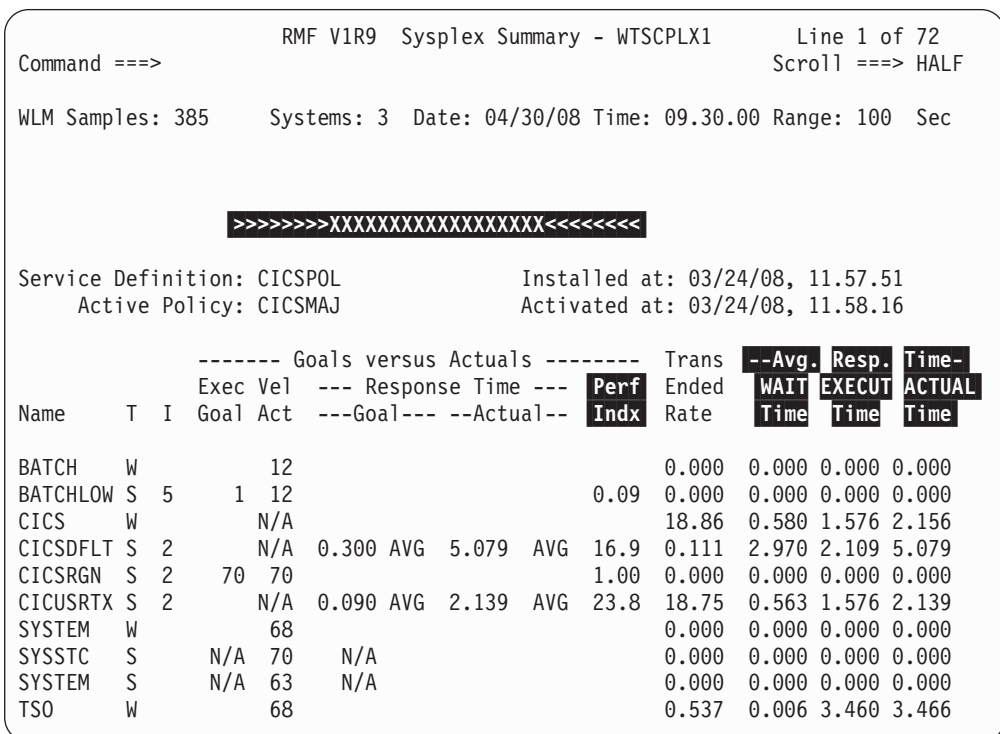 RMF V1R9 Sysplex Summary - WTSCPLX1 Line 1 of 72
Command ===> Scroll ===> HALF
WLM Samples: 385 Systems: 3 Date: 04/30/08 Time: 09.30.00 Range: 100 Sec
>>>>>>>>XXXXXXXXXXXXXXXXXX<<<<<<<<
Service Definition: CICSPOL Installed at: 03/24/08, 11.57.51
Active Policy: CICSMAJ Activated at: 03/24/08, 11.58.16
------- Goals versus Actuals -------- Trans --Avg. Resp. Time-
Exec Vel --- Response Time --- Perf Ended WAIT EXECUT ACTUAL
Name T I Goal Act ---Goal--- --Actual-- Indx Rate Time Time Time
BATCH W 12 0.000 0.000 0.000 0.000
BATCHLOW S 5 1 12 0.09 0.000 0.000 0.000 0.000
CICS W N/A 18.86 0.580 1.576 2.156
CICSDFLT S 2 N/A 0.300 AVG 5.079 AVG 16.9 0.111 2.970 2.109 5.079
CICSRGN S 2 70 70 1.00 0.000 0.000 0.000 0.000
CICUSRTX S 2 N/A 0.090 AVG 2.139 AVG 23.8 18.75 0.563 1.576 2.139
SYSTEM W 68 0.000 0.000 0.000 0.000
SYSSTC S N/A 70 N/A 0.000 0.000 0.000 0.000
SYSTEM S N/A 63 N/A 0.000 0.000 0.000 0.000
TSO W 68 0.537 0.006 3.460 3.466